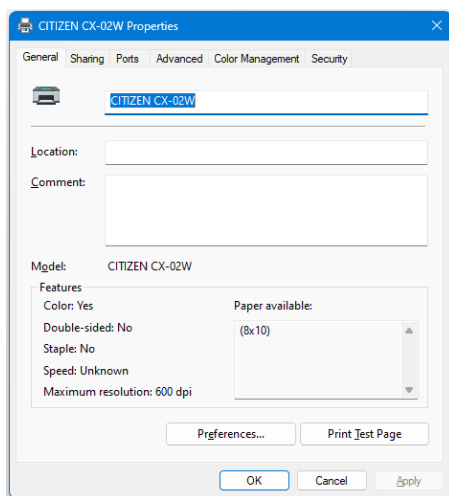 CITIZEN CX-02W Properties
General Sharing Ports Advanced Color Management Security
CITIZEN CX-02W
Location:
Comment:
Model: CITIZEN CX-02W
Features
Color: Yes Paper available:
Double-sided: No (8x10)
Staple: No
Speed: Unknown
Maximum resolution: 600 dpi
Preferences... Print Test Page
OK Cancel Apply